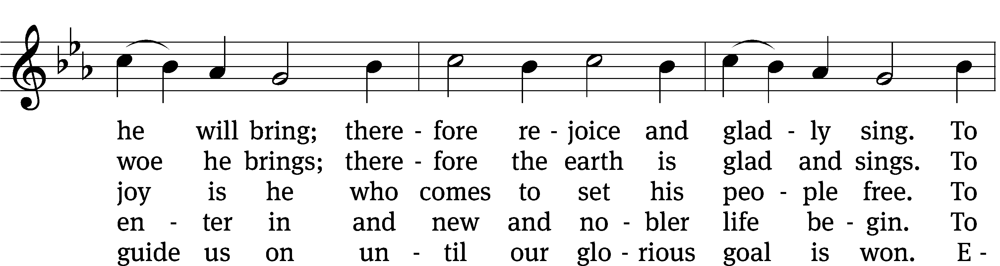 he will bring; there - fore re - joice and glad - ly sing. To
woe he brings; there - fore the earth is glad and sings. To
joy is he who comes to set his peo - ple free. To
en - ter in and new and no - bler life be - gin. To
guide us on un - til our glo - rious goal is won. E -